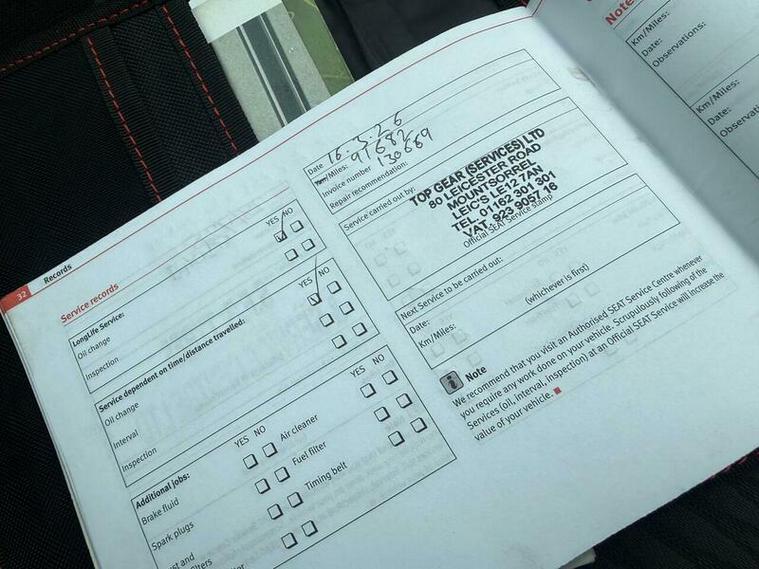 32 Records
Service records
YES NO
LongLife Service:
Oil change
Inspection
YES NO
Service dependent on time/distance travelled:
Oil change
Interval
Inspection
YES NO
YES NO
Additional jobs:
Brake fluid
Air cleaner
Spark plugs
Fuel filter
Timing belt
Date 16.3.26
Km/Miles: 91682
Invoice number 130669
Repair recommendation:
Service carried out by:
TOP GEAR (SERVICES) LTD
80 LEICESTER ROAD
MOUNTSORREL
LEIC'S LE12 7AN
TEL. 01162 301 301
VAT. 923 9057 16
Official SEAT Service Stamp
Next Service to be carried out:
(whichever is first)
Date:
Km/Miles:
Note
We recommend that you visit an Authorised SEAT Service Centre whenever
you require any work done on your vehicle. Scrupulously following of the
Services (oil, interval, inspection) at an Official SEAT Service will increase the
value of your vehicle.
Note
Km/Miles:
Date:
Observations:
Km/Miles:
Date: